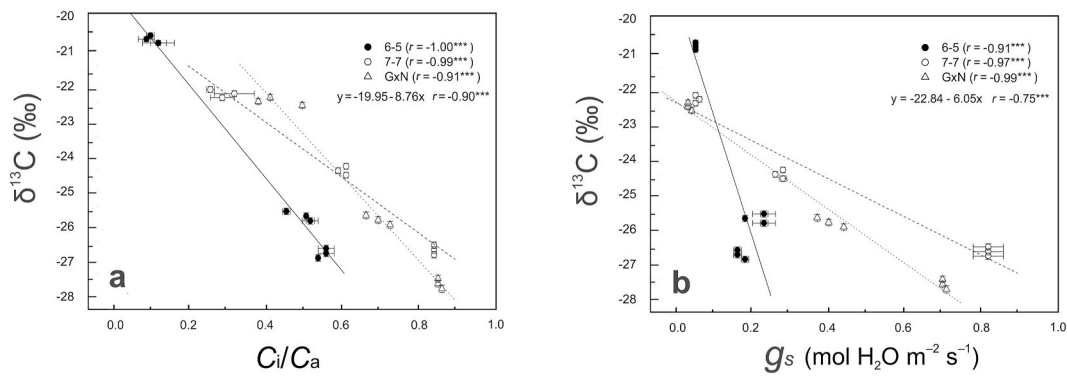 -20
-21
-22
-23
-24
-25
-26
-27
-28
δ¹³C (‰)
6-5 (r = -1.00***)
7-7 (r = -0.99***)
GxN (r = -0.91***)
y = -19.95 - 8.76x r = -0.90***
a
0.0 0.2 0.4 0.6 0.8 1.0
Ci/Ca
-20
-21
-22
-23
-24
-25
-26
-27
-28
δ¹³C (‰)
6-5 (r = -0.91***)
7-7 (r = -0.97***)
GxN (r = -0.99***)
y = -22.84 - 6.05x r = -0.75***
b
0.0 0.2 0.4 0.6 0.8 1.0
gs (mol H₂O m⁻² s⁻¹)